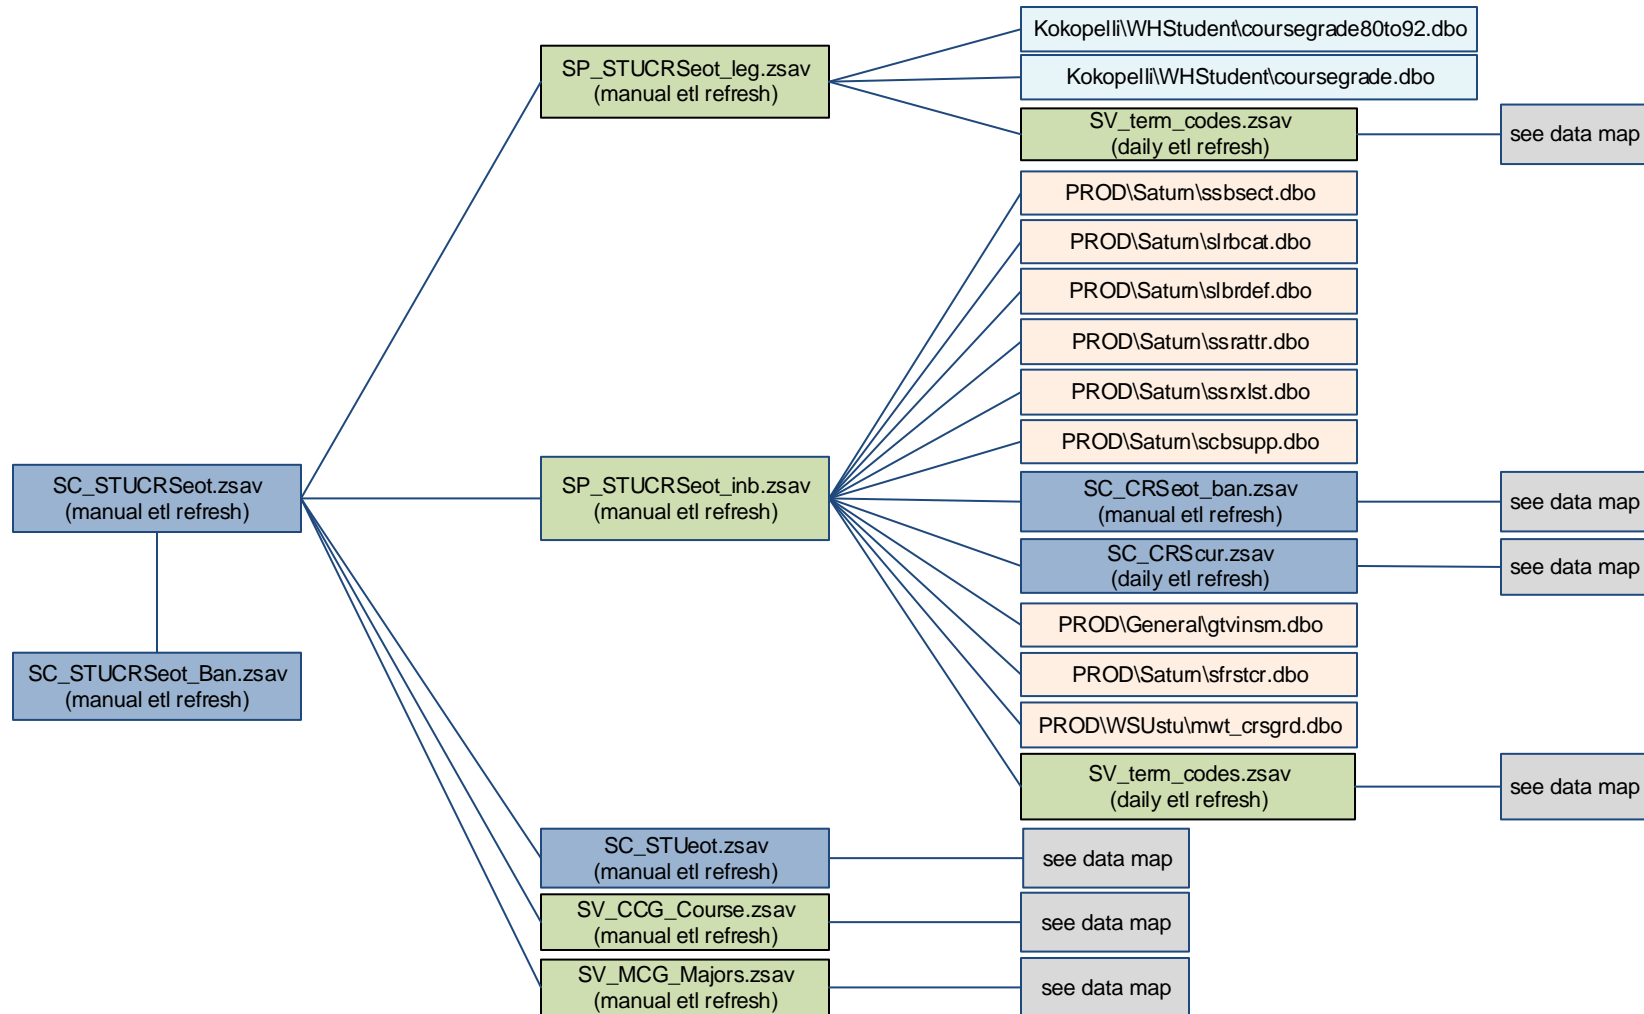 Kokopelli\WHStudent\coursegrade80to92.dbo
SP_STUCRSeot_leg.zsav
(manual etl refresh)
Kokopelli\WHStudent\coursegrade.dbo
SV_term_codes.zsav
(daily etl refresh)
see data map
PROD\Saturn\ssbsect.dbo
PROD\Saturn\slrbcat.dbo
PROD\Saturn\slbrdef.dbo
PROD\Saturn\ssrattr.dbo
PROD\Saturn\ssrxlst.dbo
PROD\Saturn\scbsupp.dbo
SC_STUCRSeot.zsav
(manual etl refresh)
SP_STUCRSeot_inb.zsav
(manual etl refresh)
SC_CRSeot_ban.zsav
(manual etl refresh)
see data map
SC_CRScur.zsav
(daily etl refresh)
see data map
PROD\General\gtvinsm.dbo
SC_STUCRSeot_Ban.zsav
(manual etl refresh)
PROD\Saturn\sfrstcr.dbo
PROD\WSUstu\mwt_crsgrd.dbo
SV_term_codes.zsav
(daily etl refresh)
see data map
SC_STUeot.zsav
(manual etl refresh)
see data map
SV_CCG_Course.zsav
(manual etl refresh)
see data map
SV_MCG_Majors.zsav
(manual etl refresh)
see data map